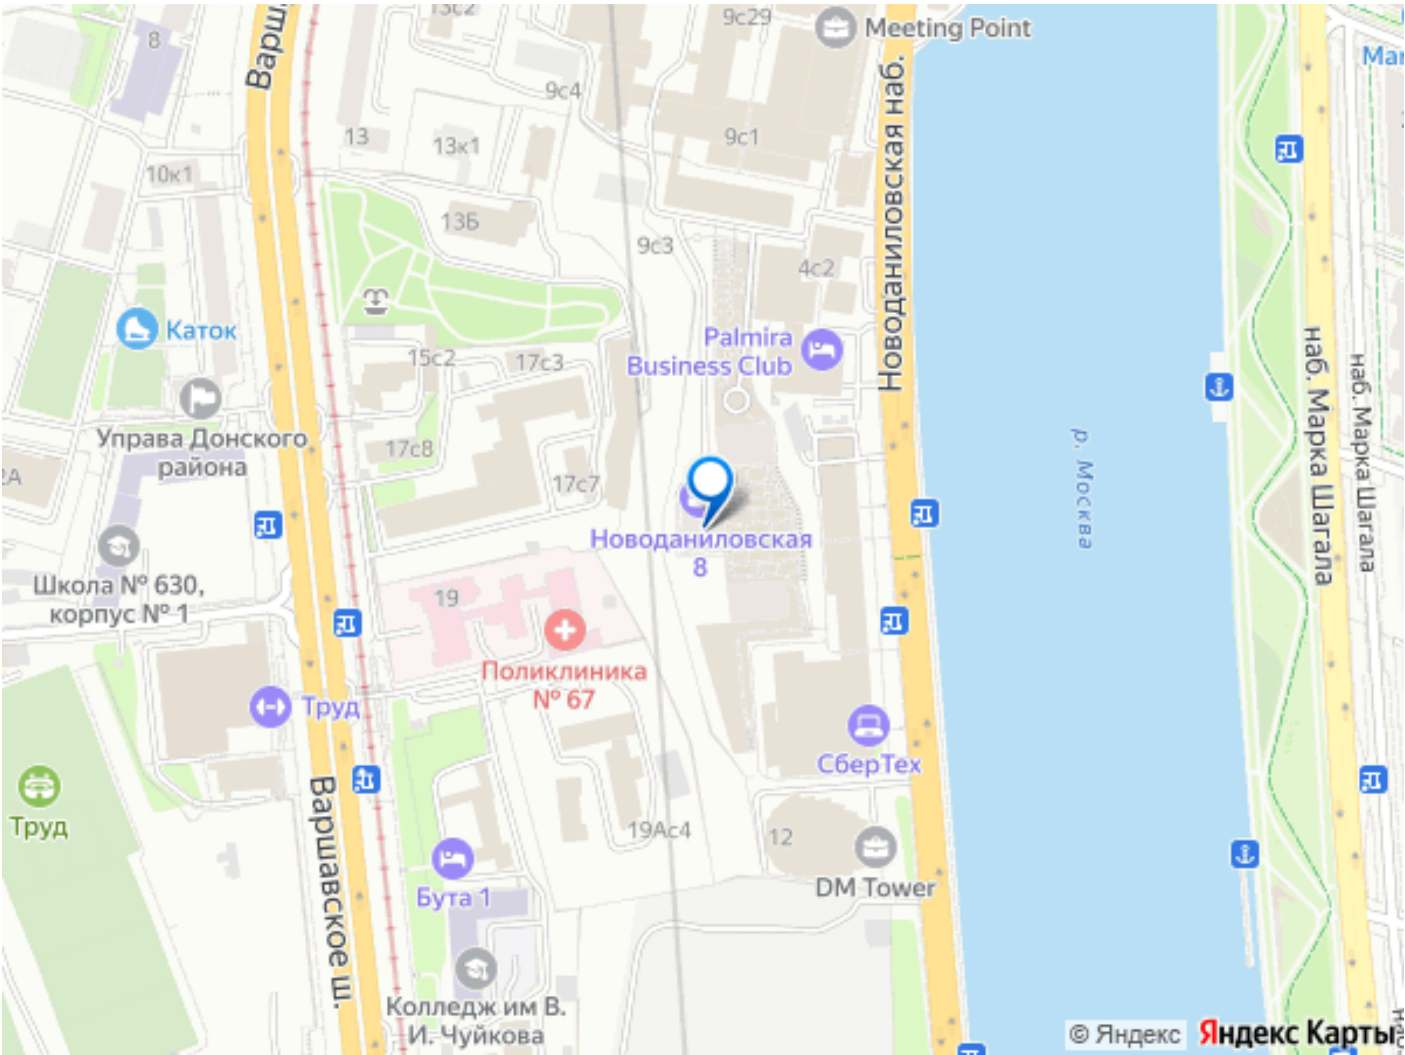 13с2
9с29
Meeting Point
8
Варш
9с4
Mar
13
13к1
9с1
10к1
13Б
9с3
4с2
Новоданиловская наб.
Каток
Palmira
Business Club
15с2
17с3
наб. Марка Шагала
наб. Марка Шагала
Управа Донского
района
17с8
2А
17с7
р. Москва
Новоданиловская
8
Школа № 630,
корпус № 1
19
Поликлиника
№ 67
Труд
СберТех
Труд
Варшавское ш.
19Ас4
12
DM Tower
Бута 1
Колледж им В.
И. Чуйкова
© Яндекс
Яндекс Карты